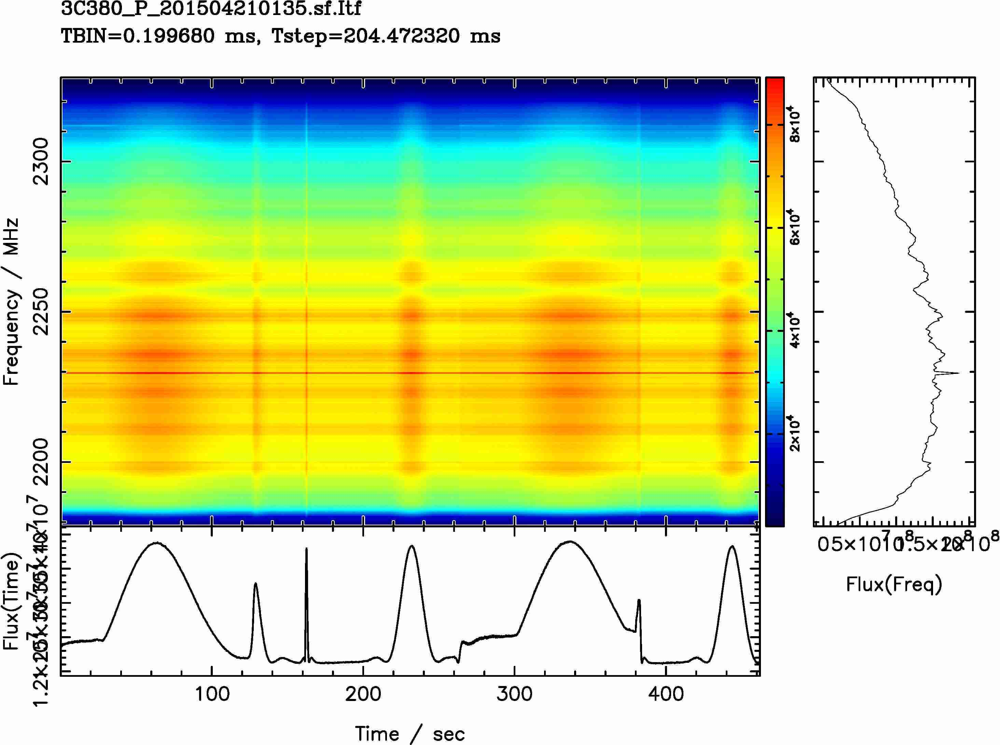 3C380_P_201504210135.sf.Itf
TBIN=0.199680 ms, Tstep=204.472320 ms
Frequency / MHz
2300
2250
2200
8×10⁴
6×10⁴
4×10⁴
2×10⁴
Flux(Time)
100
200
300
400
Time / sec
Flux(Freq)